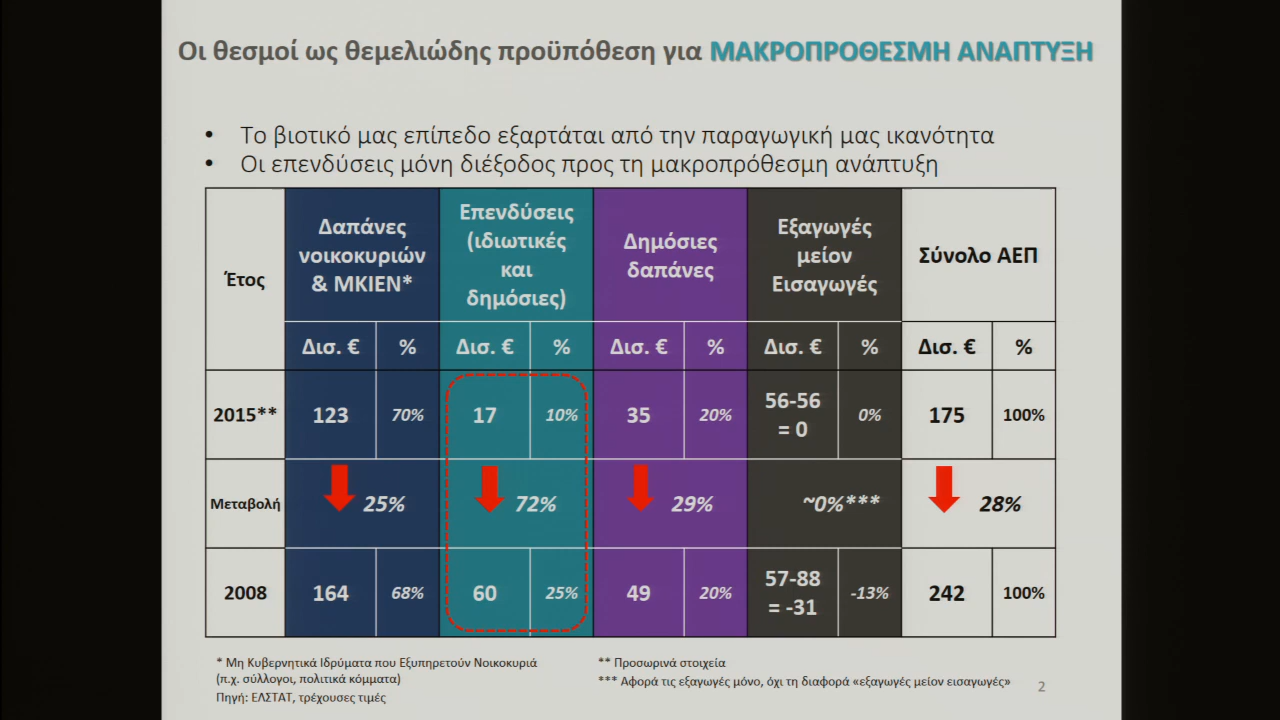 Οι θεσμοί ως θεμελιώδης προϋπόθεση για ΜΑΚΡΟΠΡΟΘΕΣΜΗ ΑΝΑΠΤΥΞΗ
• Το βιοτικό μας επίπεδο εξαρτάται από την παραγωγική μας ικανότητα
• Οι επενδύσεις μόνη διέξοδος προς τη μακροπρόθεσμη ανάπτυξη
Έτος
Δαπάνες
νοικοκυριών
& ΜΚΙΕΝ*
Επενδύσεις
(ιδιωτικές
και
δημόσιες)
Δημόσιες
δαπάνες
Εξαγωγές
μείον
Εισαγωγές
Σύνολο ΑΕΠ
Δισ. € % Δισ. € % Δισ. € % Δισ. € % Δισ. € %
2015** 123 70% 17 10% 35 20% 56-56 = 0 0% 175 100%
Μεταβολή 25% 72% 29% ~0%*** 28%
2008 164 68% 60 25% 49 20% 57-88 = -31 -13% 242 100%
* Μη Κυβερνητικά Ιδρύματα που Εξυπηρετούν Νοικοκυριά
(π.χ. σύλλογοι, πολιτικά κόμματα)
Πηγή: ΕΛΣΤΑΤ, τρέχουσες τιμές
** Προσωρινά στοιχεία
*** Αφορά τις εξαγωγές μόνο, όχι τη διαφορά «εξαγωγές μείον εισαγωγές»
2